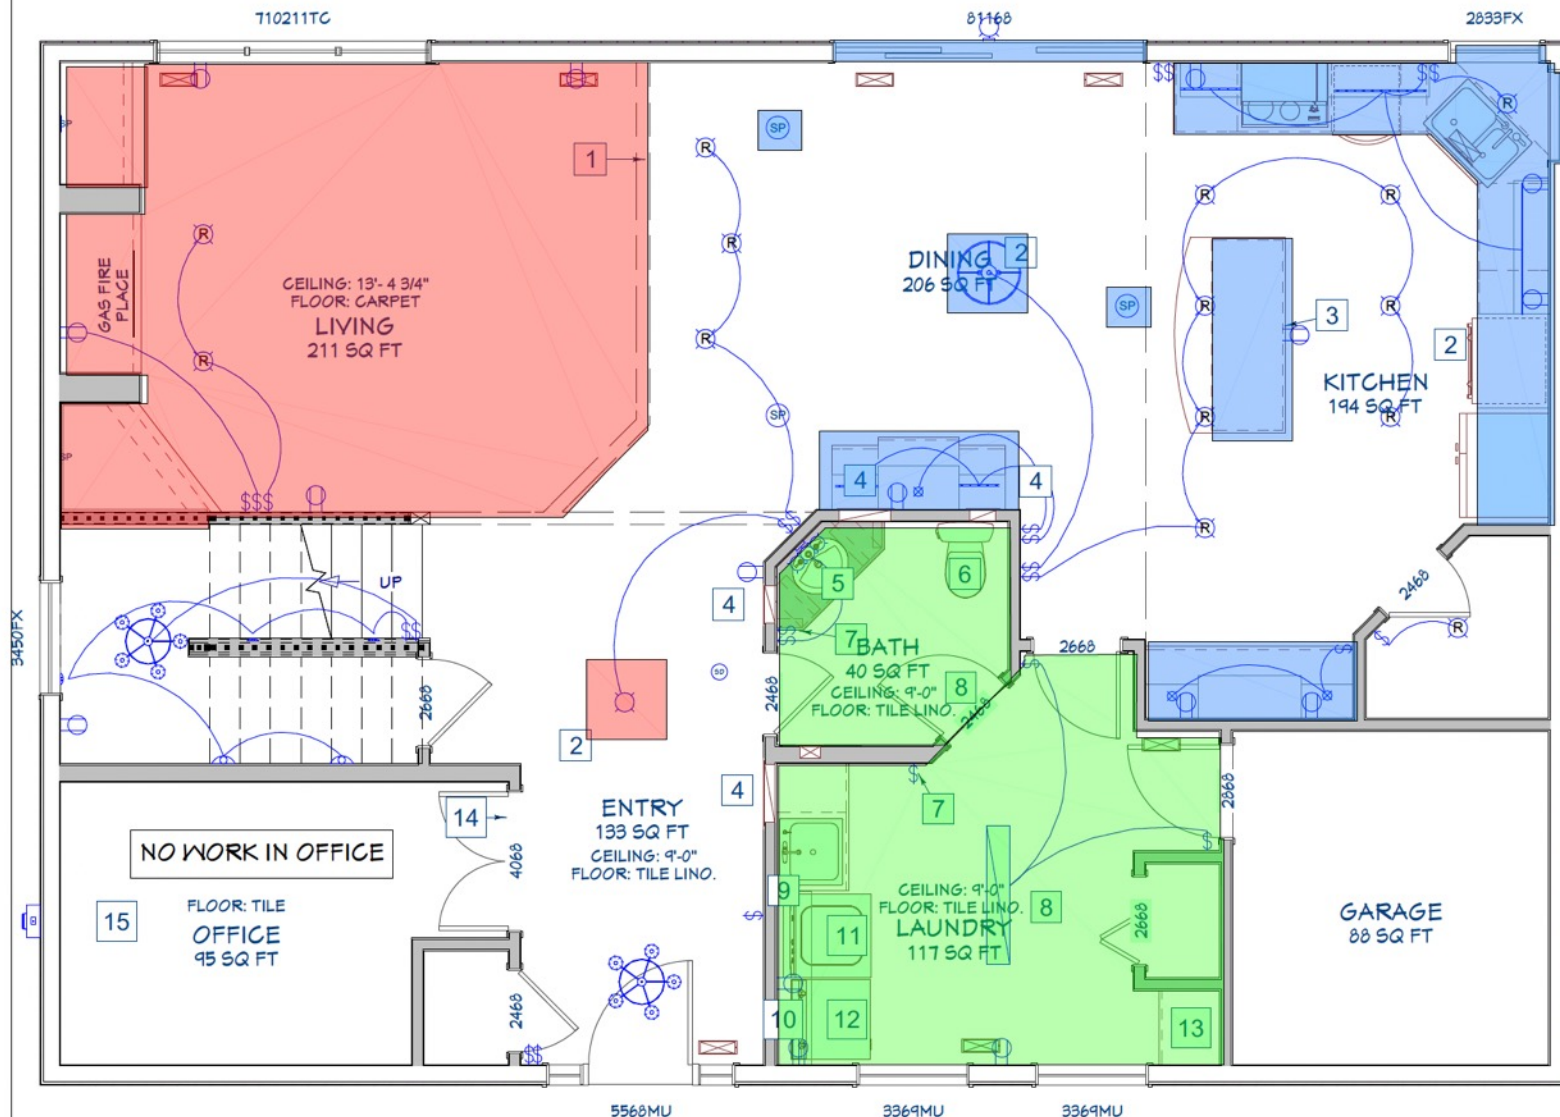 710211TC
81168
2833FX
SP
SP
R
1
R
R
R
R
R
2
DINING
206 SQ FT
CEILING: 13'- 4 3/4"
FLOOR: CARPET
LIVING
211 SQ FT
GAS FIRE
PLACE
SP
R
R
3
R
R
R
2
KITCHEN
194 SQ FT
SP
R
R
SP
$$$
4
4
R
UP
5
6
2468
3450FX
4
7
BATH
40 SQ FT
CEILING: 9'-0"
FLOOR: TILE LINO.
8
2468
2468
2668
R
SD
2668
2
4
7
2868
14
ENTRY
133 SQ FT
CEILING: 9'-0"
FLOOR: TILE LINO.
4068
NO WORK IN OFFICE
15
FLOOR: TILE
OFFICE
95 SQ FT
9
CEILING: 9'-0"
FLOOR: TILE LINO.
8
LAUNDRY
117 SQ FT
11
2668
GARAGE
88 SQ FT
2468
10
12
13
5568MU
3369MU
3369MU